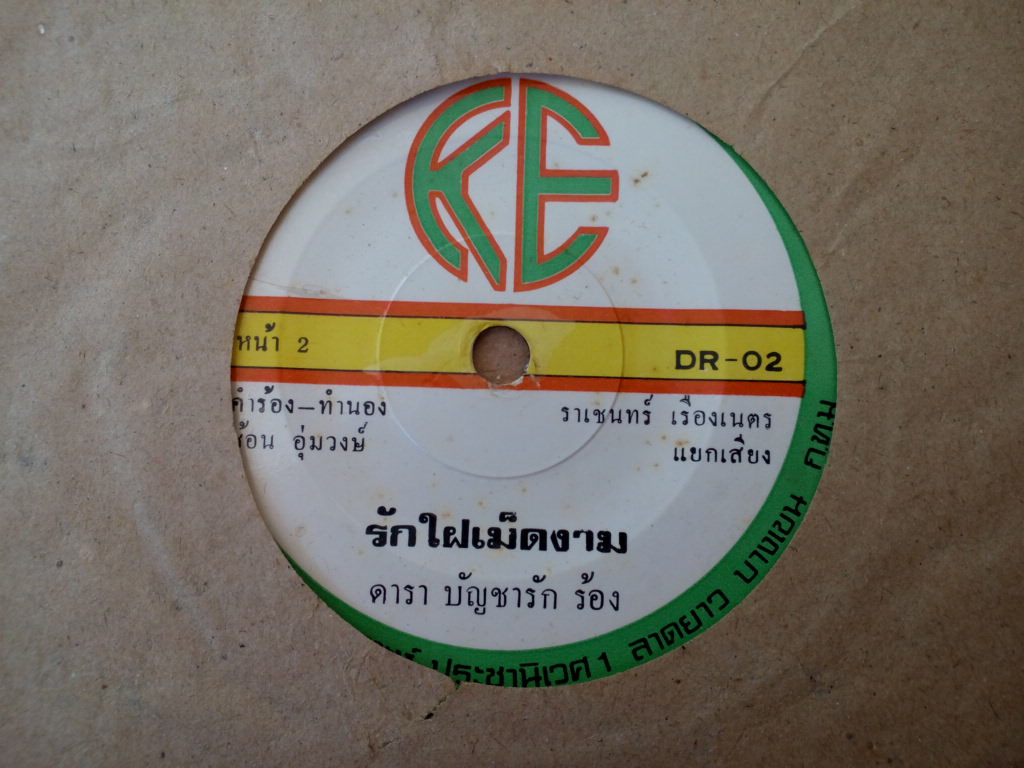 KE
หน้า 2
DR-02
คำร้อง-ทำนอง
ราเชนทร์ เรืองเนตร
อุ่มวงษ์
แยกเสียง
รักใฝเม็ดงาม
ดารา บัญชารัก ร้อง
ประชานิเวศ 1 ลาดยาว บางเขน กทม